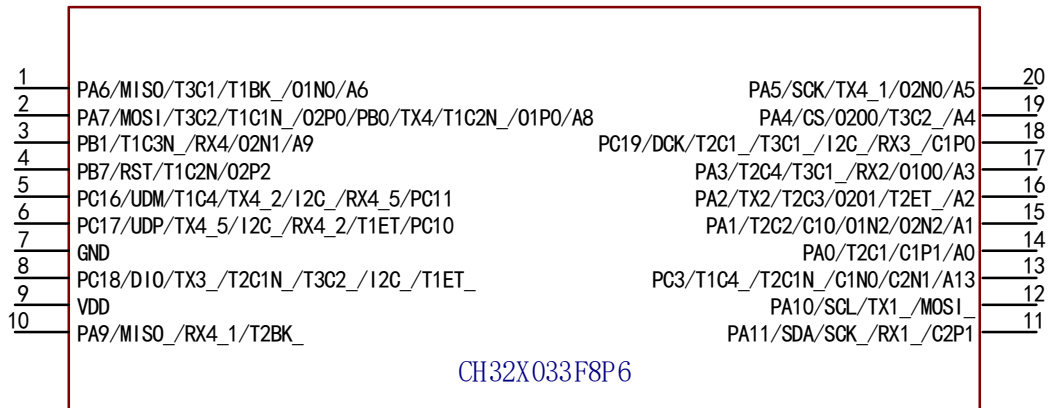 1 PA6/MISO/T3C1/T1BK_/O1N0/A6
2 PA7/MOSI/T3C2/T1C1N_/O2P0/PB0/TX4/T1C2N_/O1P0/A8
3 PB1/T1C3N_/RX4/O2N1/A9
4 PB7/RST/T1C2N/O2P2
5 PC16/UDM/T1C4/TX4_2/I2C_/RX4_5/PC11
6 PC17/UDP/TX4_5/I2C_/RX4_2/T1ET/PC10
7 GND
8 PC18/DIO/TX3_/T2C1N_/T3C2_/I2C_/T1ET_
9 VDD
10 PA9/MISO_/RX4_1/T2BK_
PA5/SCK/TX4_1/O2N0/A5 20
PA4/CS/O2O0/T3C2_/A4 19
PC19/DCK/T2C1_/T3C1_/I2C_/RX3_/C1P0 18
PA3/T2C4/T3C1_/RX2/O1O0/A3 17
PA2/TX2/T2C3/O2O1/T2ET_/A2 16
PA1/T2C2/C1O/O1N2/O2N2/A1 15
PA0/T2C1/C1P1/A0 14
PC3/T1C4_/T2C1N_/C1N0/C2N1/A13 13
PA10/SCL/TX1_/MOSI_ 12
PA11/SDA/SCK_/RX1_/C2P1 11
CH32X033F8P6